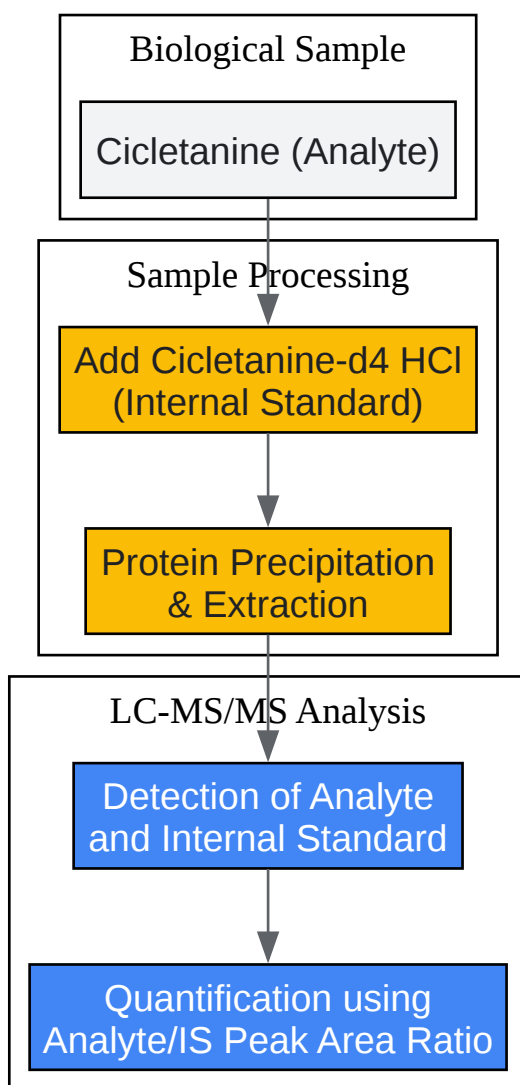 Biological Sample
Cicletanine (Analyte)
Sample Processing
Add Cicletanine-d4 HCl
(Internal Standard)
Protein Precipitation
& Extraction
LC-MS/MS Analysis
Detection of Analyte
and Internal Standard
Quantification using
Analyte/IS Peak Area Ratio